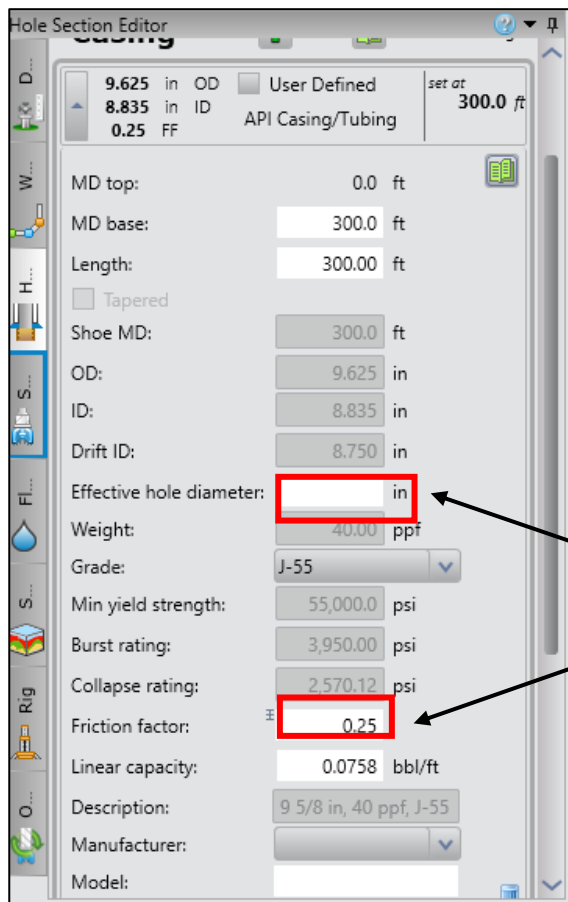 Hole Section Editor
Casing
9.625 in OD User Defined set at
8.835 in ID API Casing/Tubing 300.0 ft
0.25 FF
D...
W...
H...
S...
Fl...
S...
Rig
O...
MD top: 0.0 ft
MD base: 300.0 ft
Length: 300.00 ft
Tapered
Shoe MD: 300.0 ft
OD: 9.625 in
ID: 8.835 in
Drift ID: 8.750 in
Effective hole diameter: in
Weight: 40.00 ppf
Grade: J-55
Min yield strength: 55,000.0 psi
Burst rating: 3,950.00 psi
Collapse rating: 2,570.12 psi
Friction factor: 0.25
Linear capacity: 0.0758 bbl/ft
Description: 9 5/8 in, 40 ppf, J-55
Manufacturer:
Model: